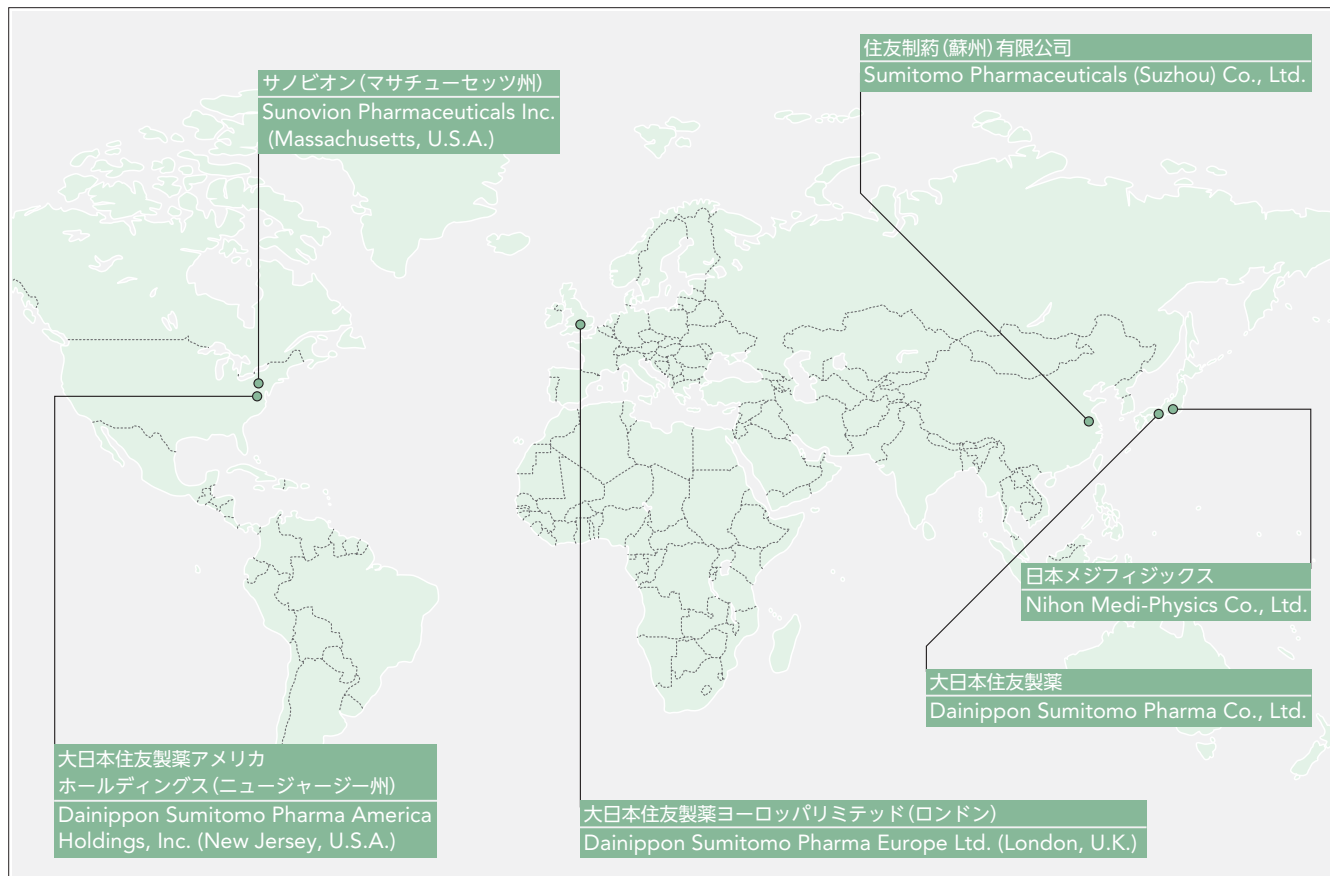 住友制葯(蘇州)有限公司
Sumitomo Pharmaceuticals (Suzhou) Co., Ltd.
サノビオン(マサチューセッツ州)
Sunovion Pharmaceuticals Inc.
(Massachusetts, U.S.A.)
日本メジフィジックス
Nihon Medi-Physics Co., Ltd.
大日本住友製薬
Dainippon Sumitomo Pharma Co., Ltd.
大日本住友製薬アメリカ
ホールディングス(ニュージャージー州)
Dainippon Sumitomo Pharma America
Holdings, Inc. (New Jersey, U.S.A.)
大日本住友製薬ヨーロッパリミテッド(ロンドン)
Dainippon Sumitomo Pharma Europe Ltd. (London, U.K.)